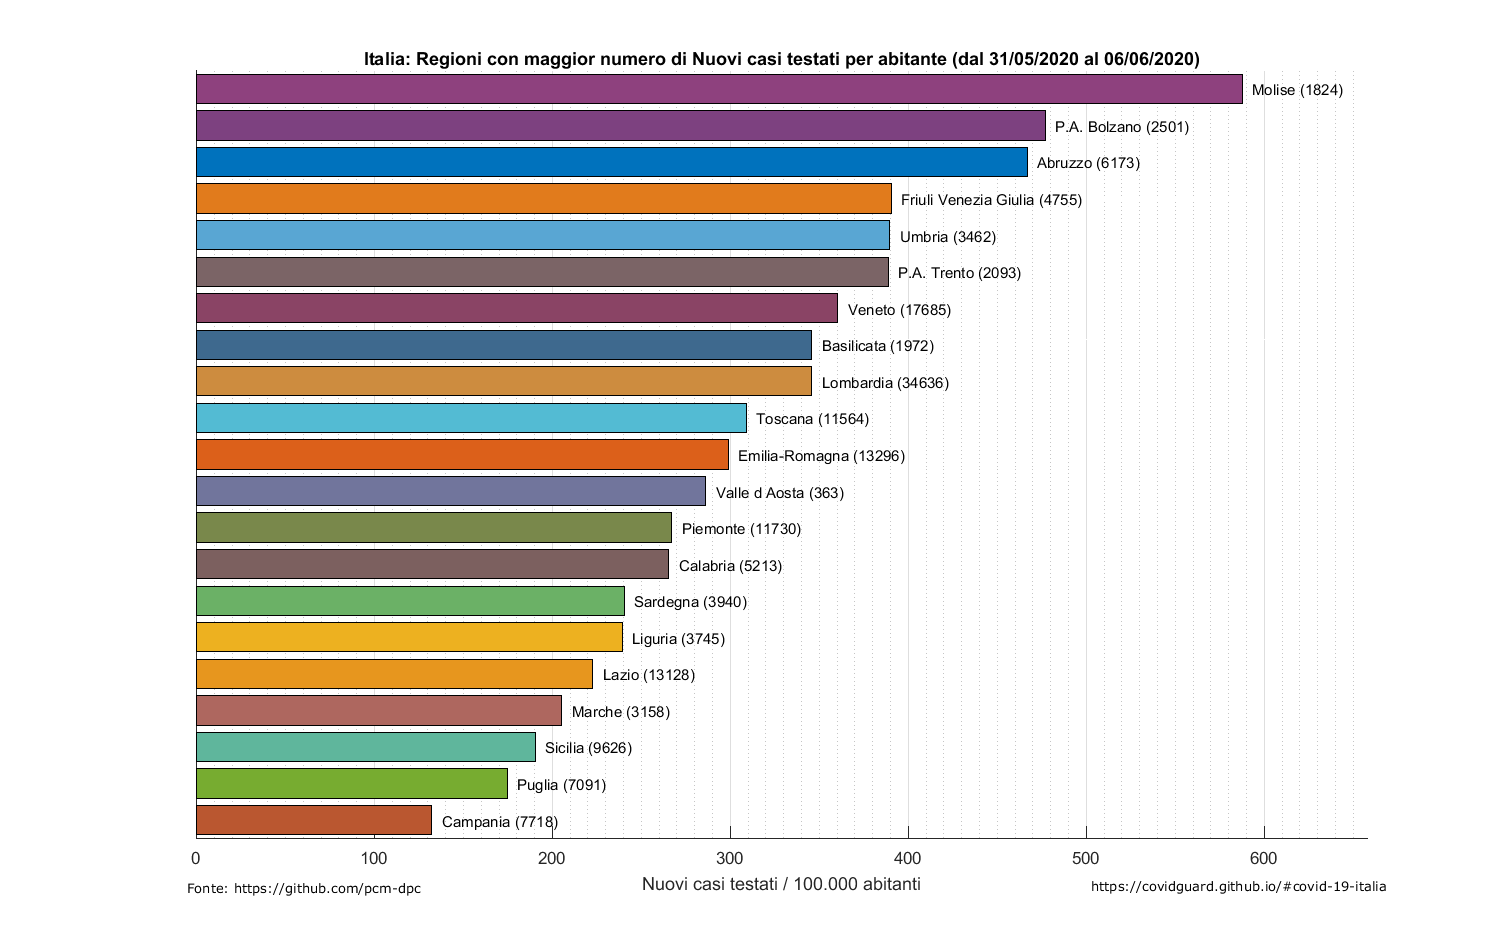 Italia: Regioni con maggior numero di Nuovi casi testati per abitante (dal 31/05/2020 al 06/06/2020)
Molise (1824)
P.A. Bolzano (2501)
Abruzzo (6173)
Friuli Venezia Giulia (4755)
Umbria (3462)
P.A. Trento (2093)
Veneto (17685)
Basilicata (1972)
Lombardia (34636)
Toscana (11564)
Emilia-Romagna (13296)
Valle d Aosta (363)
Piemonte (11730)
Calabria (5213)
Sardegna (3940)
Liguria (3745)
Lazio (13128)
Marche (3158)
Sicilia (9626)
Puglia (7091)
Campania (7718)
0 100 200 300 400 500 600
Nuovi casi testati / 100.000 abitanti
Fonte: https://github.com/pcm-dpc
https://covidguard.github.io/#covid-19-italia